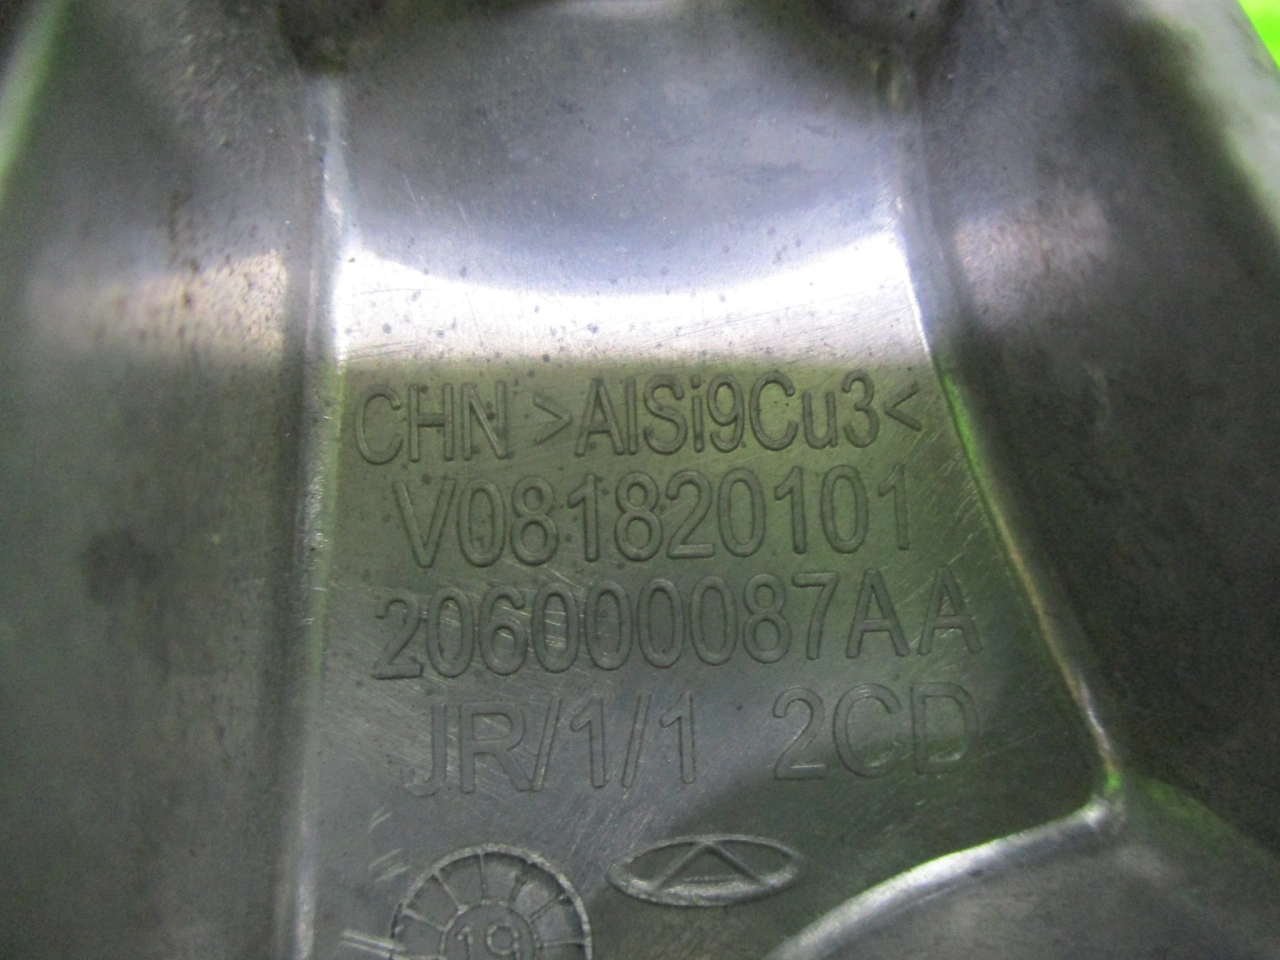 CHN >AlSi9Cu3<
V081820101
206000087AA
JR/1/1 2CD
19